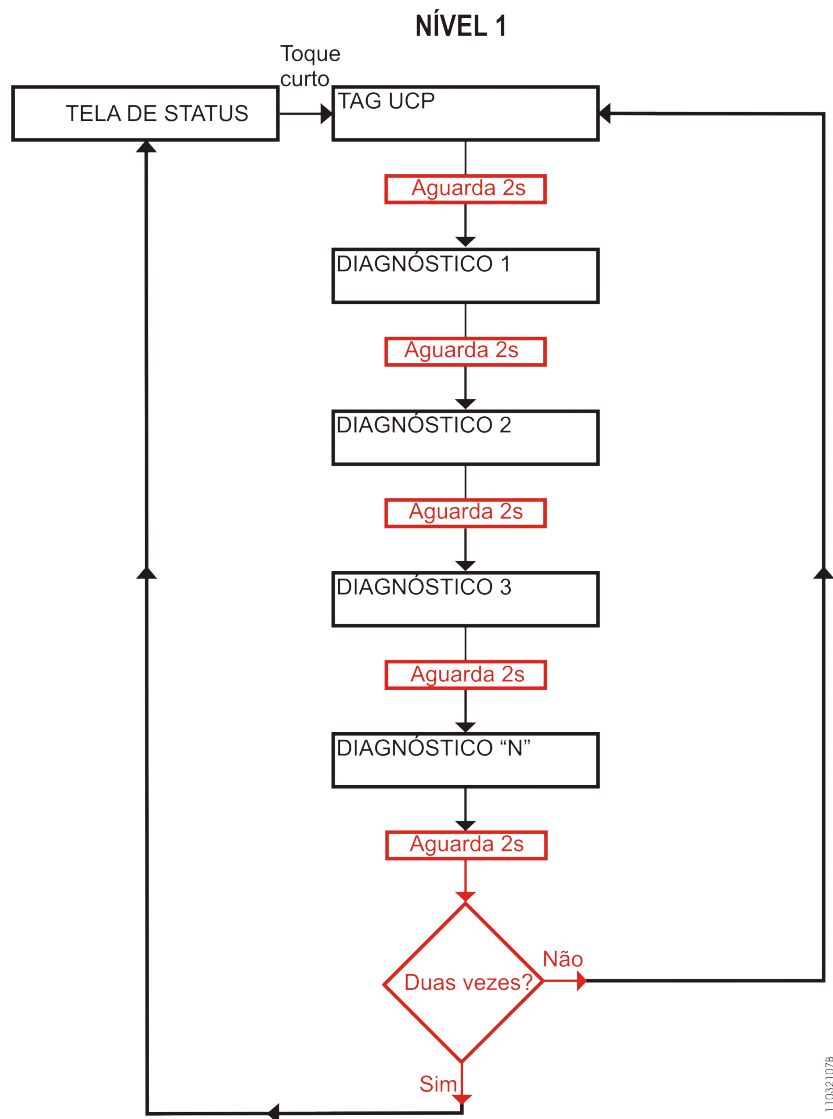 NÍVEL 1
Toque
curto
TELA DE STATUS
TAG UCP
Aguarda 2s
DIAGNÓSTICO 1
Aguarda 2s
DIAGNÓSTICO 2
Aguarda 2s
DIAGNÓSTICO 3
Aguarda 2s
DIAGNÓSTICO “N”
Aguarda 2s
Duas vezes?
Não
Sim
11032107B